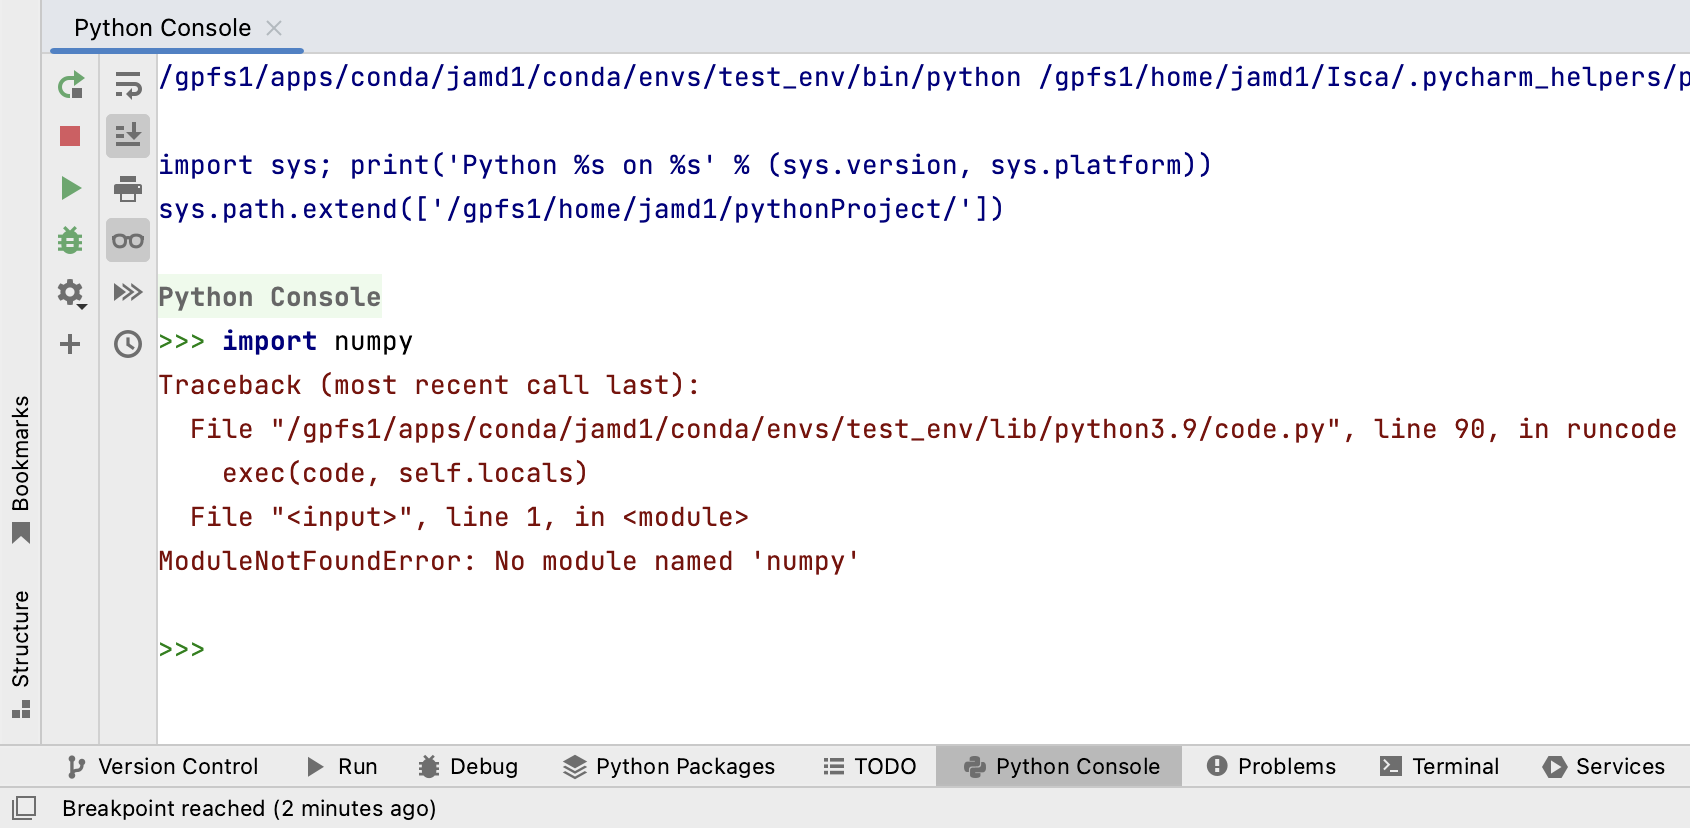 Python Console
/gpfs1/apps/conda/jamd1/conda/envs/test_env/bin/python /gpfs1/home/jamd1/Isca/.pycharm_helpers/p
import sys; print('Python %s on %s' % (sys.version, sys.platform))
sys.path.extend(['/gpfs1/home/jamd1/pythonProject/'])
Python Console
>>> import numpy
Traceback (most recent call last):
  File "/gpfs1/apps/conda/jamd1/conda/envs/test_env/lib/python3.9/code.py", line 90, in runcode
    exec(code, self.locals)
  File "<input>", line 1, in <module>
ModuleNotFoundError: No module named 'numpy'
>>>
Bookmarks
Structure
Version Control Run Debug Python Packages TODO Python Console Problems Terminal Services
Breakpoint reached (2 minutes ago)